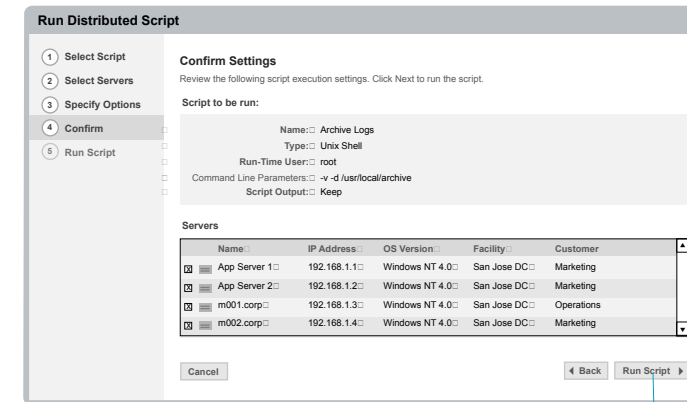 Run Distributed Script
1 Select Script
2 Select Servers
3 Specify Options
4 Confirm
5 Run Script
Confirm Settings
Review the following script execution settings. Click Next to run the script.
Script to be run:
Name: Archive Logs
Type: Unix Shell
Run-Time User: root
Command Line Parameters: -v -d /usr/local/archive
Script Output: Keep
Servers
Name IP Address OS Version Facility Customer
App Server 1 192.168.1.1 Windows NT 4.0 San Jose DC Marketing
App Server 2 192.168.1.2 Windows NT 4.0 San Jose DC Marketing
m001.corp 192.168.1.3 Windows NT 4.0 San Jose DC Operations
m002.corp 192.168.1.4 Windows NT 4.0 San Jose DC Marketing
Cancel Back Run Script